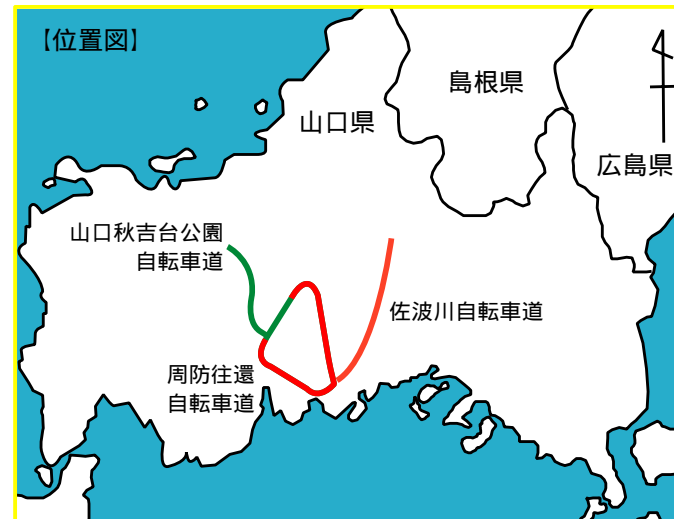 【位置図】
島根県
山口県
広島県
山口秋吉台公園
自転車道
佐波川自転車道
周防往還
自転車道